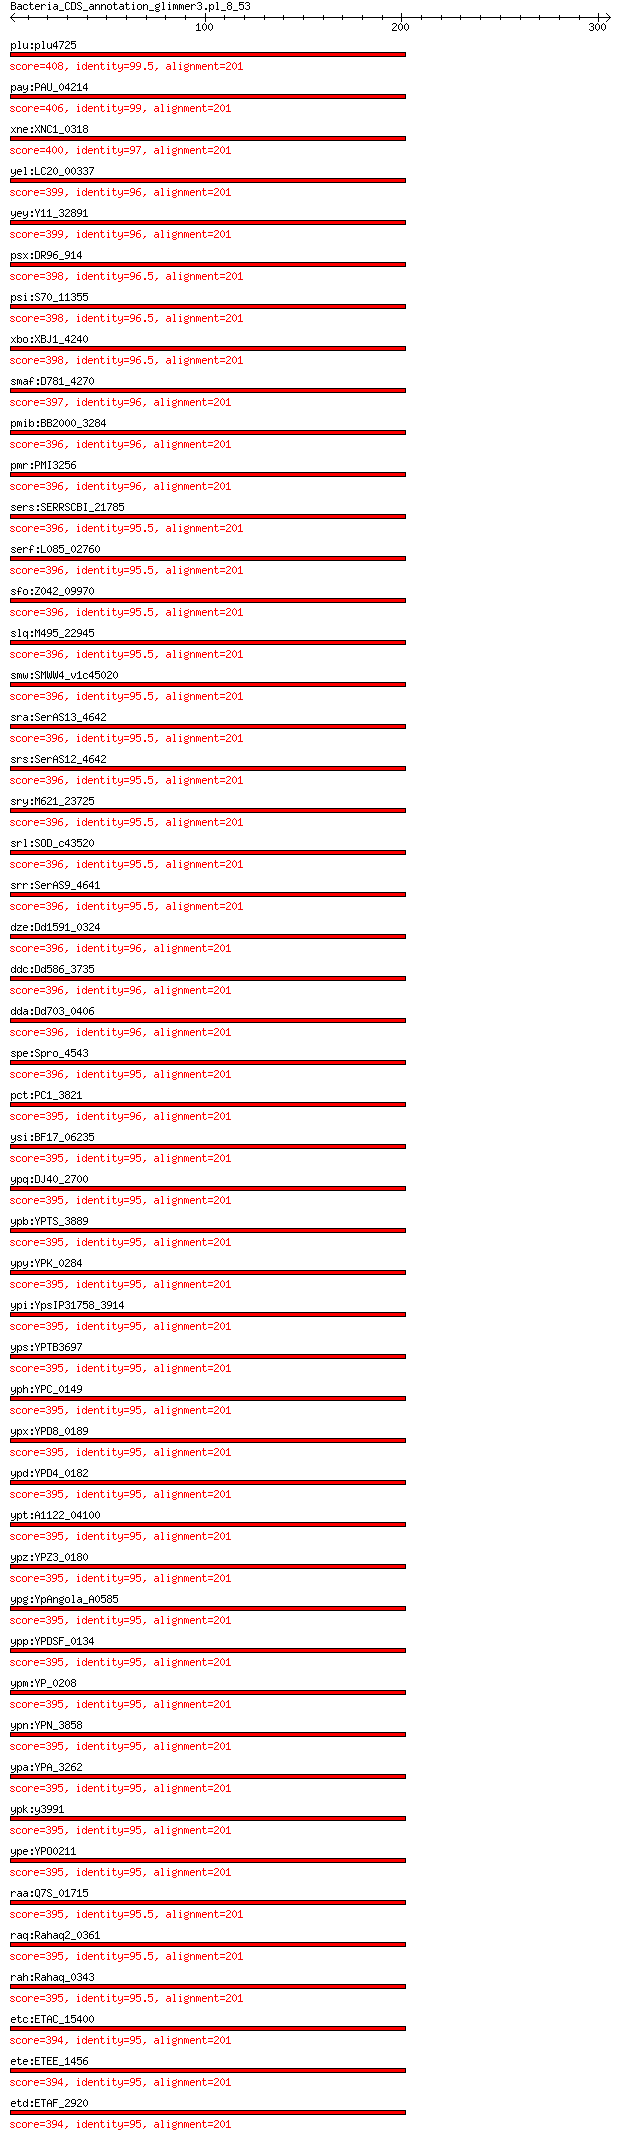 Bacteria_CDS_annotation_glimmer3.pl_8_53
100 200 300
plu:plu4725
score=408, identity=99.5, alignment=201
pay:PAU_04214
score=406, identity=99, alignment=201
xne:XNC1_0318
score=400, identity=97, alignment=201
yel:LC20_00337
score=399, identity=96, alignment=201
yey:Y11_32891
score=399, identity=96, alignment=201
psx:DR96_914
score=398, identity=96.5, alignment=201
psi:S70_11355
score=398, identity=96.5, alignment=201
xbo:XBJ1_4240
score=398, identity=96.5, alignment=201
smaf:D781_4270
score=397, identity=96, alignment=201
pmib:BB2000_3284
score=396, identity=96, alignment=201
pmr:PMI3256
score=396, identity=96, alignment=201
sers:SERRSCBI_21785
score=396, identity=95.5, alignment=201
serf:L085_02760
score=396, identity=95.5, alignment=201
sfo:Z042_09970
score=396, identity=95.5, alignment=201
slq:M495_22945
score=396, identity=95.5, alignment=201
smw:SMWW4_v1c45020
score=396, identity=95.5, alignment=201
sra:SerAS13_4642
score=396, identity=95.5, alignment=201
srs:SerAS12_4642
score=396, identity=95.5, alignment=201
sry:M621_23725
score=396, identity=95.5, alignment=201
srl:SOD_c43520
score=396, identity=95.5, alignment=201
srr:SerAS9_4641
score=396, identity=95.5, alignment=201
dze:Dd1591_0324
score=396, identity=96, alignment=201
ddc:Dd586_3735
score=396, identity=96, alignment=201
dda:Dd703_0406
score=396, identity=96, alignment=201
spe:Spro_4543
score=396, identity=95, alignment=201
pct:PC1_3821
score=395, identity=96, alignment=201
ysi:BF17_06235
score=395, identity=95, alignment=201
ypq:DJ40_2700
score=395, identity=95, alignment=201
ypb:YPTS_3889
score=395, identity=95, alignment=201
ypy:YPK_0284
score=395, identity=95, alignment=201
ypi:YpsIP31758_3914
score=395, identity=95, alignment=201
yps:YPTB3697
score=395, identity=95, alignment=201
yph:YPC_0149
score=395, identity=95, alignment=201
ypx:YPD8_0189
score=395, identity=95, alignment=201
ypd:YPD4_0182
score=395, identity=95, alignment=201
ypt:A1122_04100
score=395, identity=95, alignment=201
ypz:YPZ3_0180
score=395, identity=95, alignment=201
ypg:YpAngola_A0585
score=395, identity=95, alignment=201
ypp:YPDSF_0134
score=395, identity=95, alignment=201
ypm:YP_0208
score=395, identity=95, alignment=201
ypn:YPN_3858
score=395, identity=95, alignment=201
ypa:YPA_3262
score=395, identity=95, alignment=201
ypk:y3991
score=395, identity=95, alignment=201
ype:YPO0211
score=395, identity=95, alignment=201
raa:Q7S_01715
score=395, identity=95.5, alignment=201
raq:Rahaq2_0361
score=395, identity=95.5, alignment=201
rah:Rahaq_0343
score=395, identity=95.5, alignment=201
etc:ETAC_15400
score=394, identity=95, alignment=201
ete:ETEE_1456
score=394, identity=95, alignment=201
etd:ETAF_2920
score=394, identity=95, alignment=201